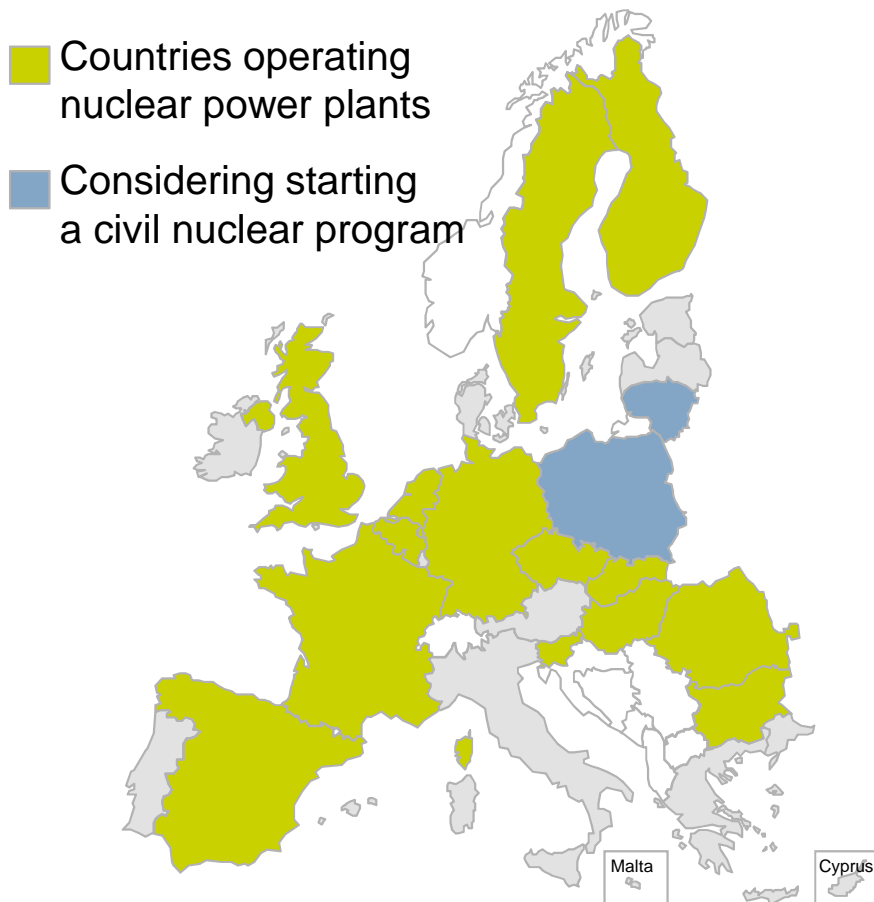 Countries operating
nuclear power plants
Considering starting
a civil nuclear program
Malta
Cyprus